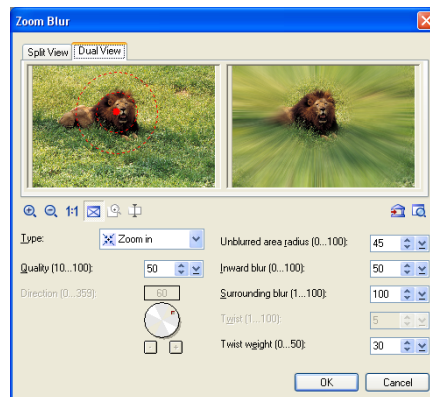 Zoom Blur
Split View Dual View
1:1
Type: Zoom in
Unblurred area radius (0...100): 45
Quality (10...100): 50
Inward blur (0...100): 50
Direction (0...359): 60
Surrounding blur (1...100): 100
Twist (1...100): 5
- +
Twist weight (0...50): 30
OK Cancel